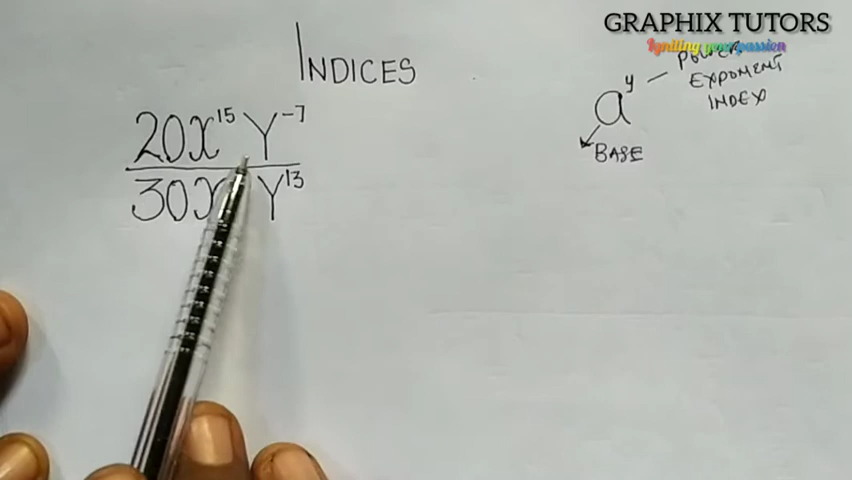 GRAPHIX TUTORS
Igniting your passion
INDICES
a^y
POWER
EXPONENT
INDEX
BASE
20x^15 Y^-7
30x Y^13